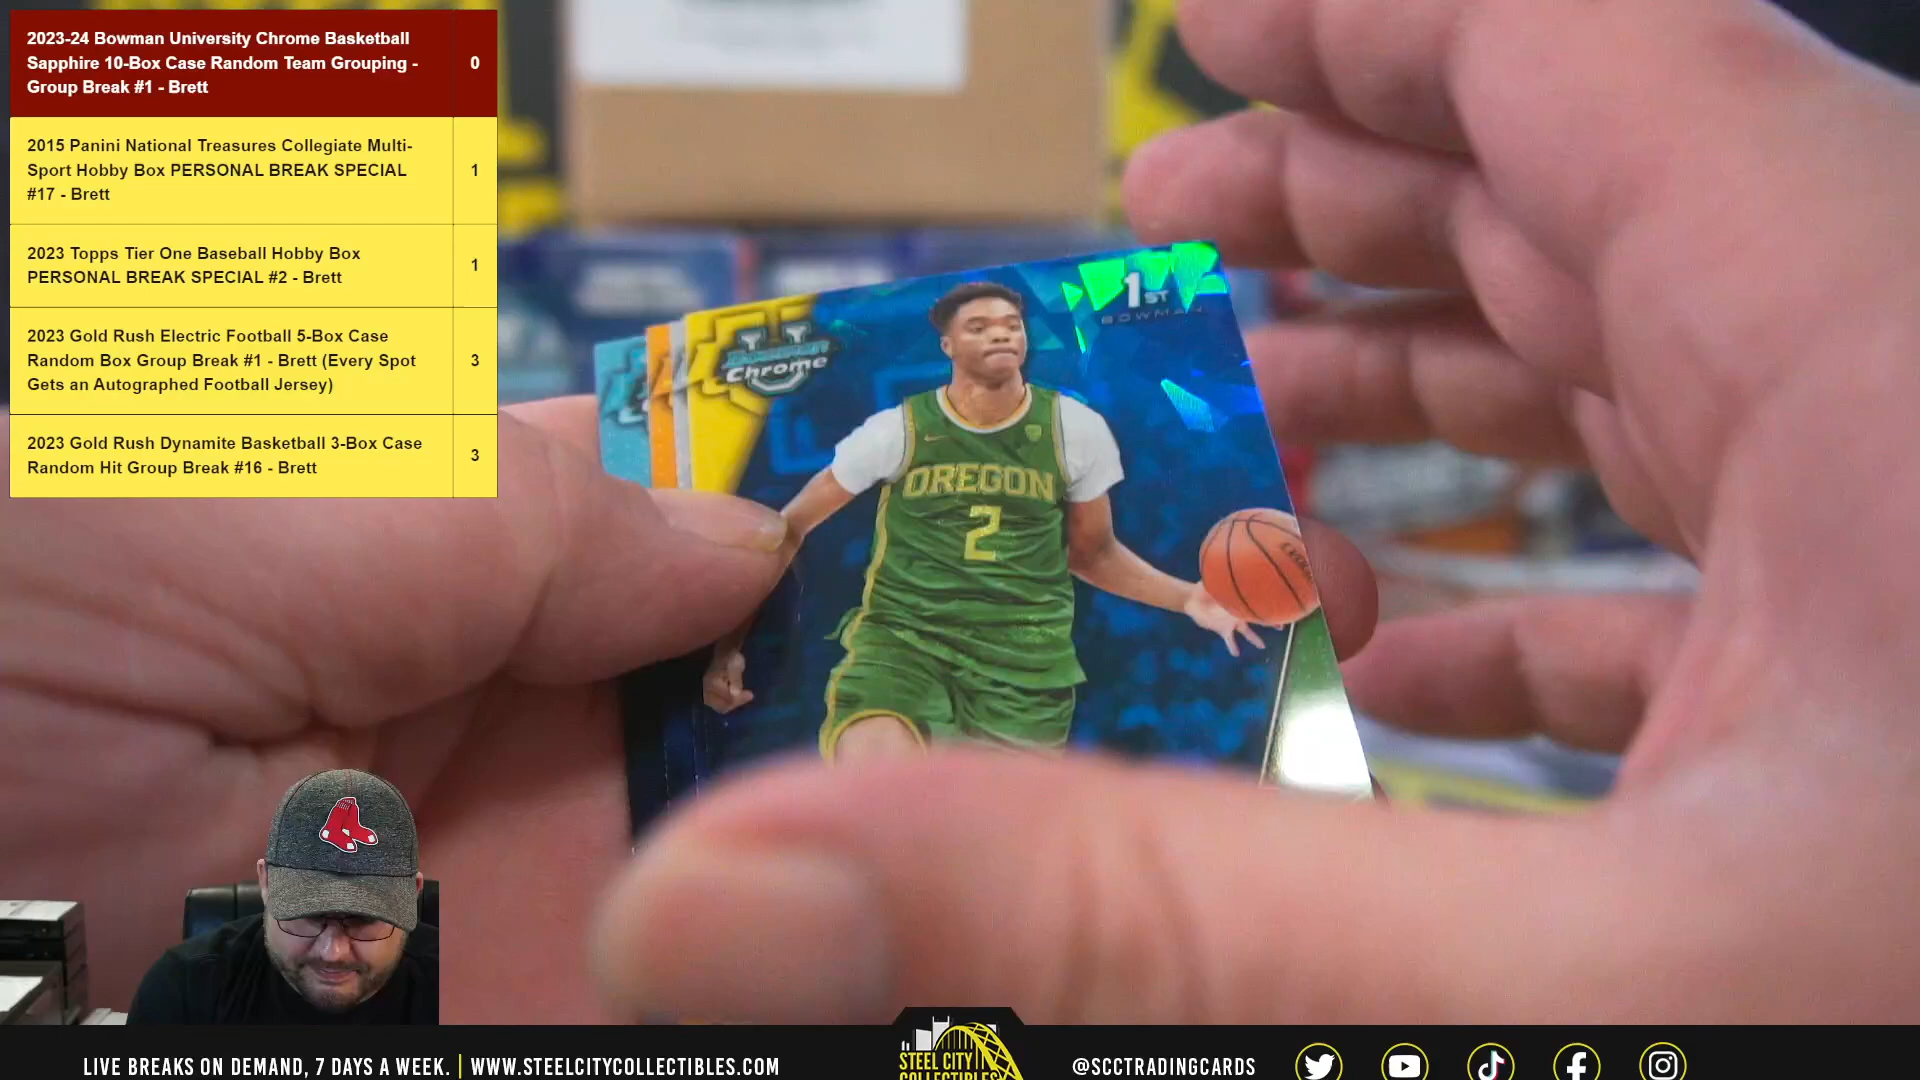 2023-24 Bowman University Chrome Basketball
Sapphire 10-Box Case Random Team Grouping -
Group Break #1 - Brett
0
2015 Panini National Treasures Collegiate Multi-
Sport Hobby Box PERSONAL BREAK SPECIAL
#17 - Brett
1
2023 Topps Tier One Baseball Hobby Box
PERSONAL BREAK SPECIAL #2 - Brett
1
2023 Gold Rush Electric Football 5-Box Case
Random Box Group Break #1 - Brett (Every Spot
Gets an Autographed Football Jersey)
3
2023 Gold Rush Dynamite Basketball 3-Box Case
Random Hit Group Break #16 - Brett
3
1ST
BOWMAN
U
BOWMAN
Chrome
OREGON
2
LIVE BREAKS ON DEMAND, 7 DAYS A WEEK. | WWW.STEELCITYCOLLECTIBLES.COM
STEEL CITY
COLLECTIBLES
@SCCTRADINGCARDS